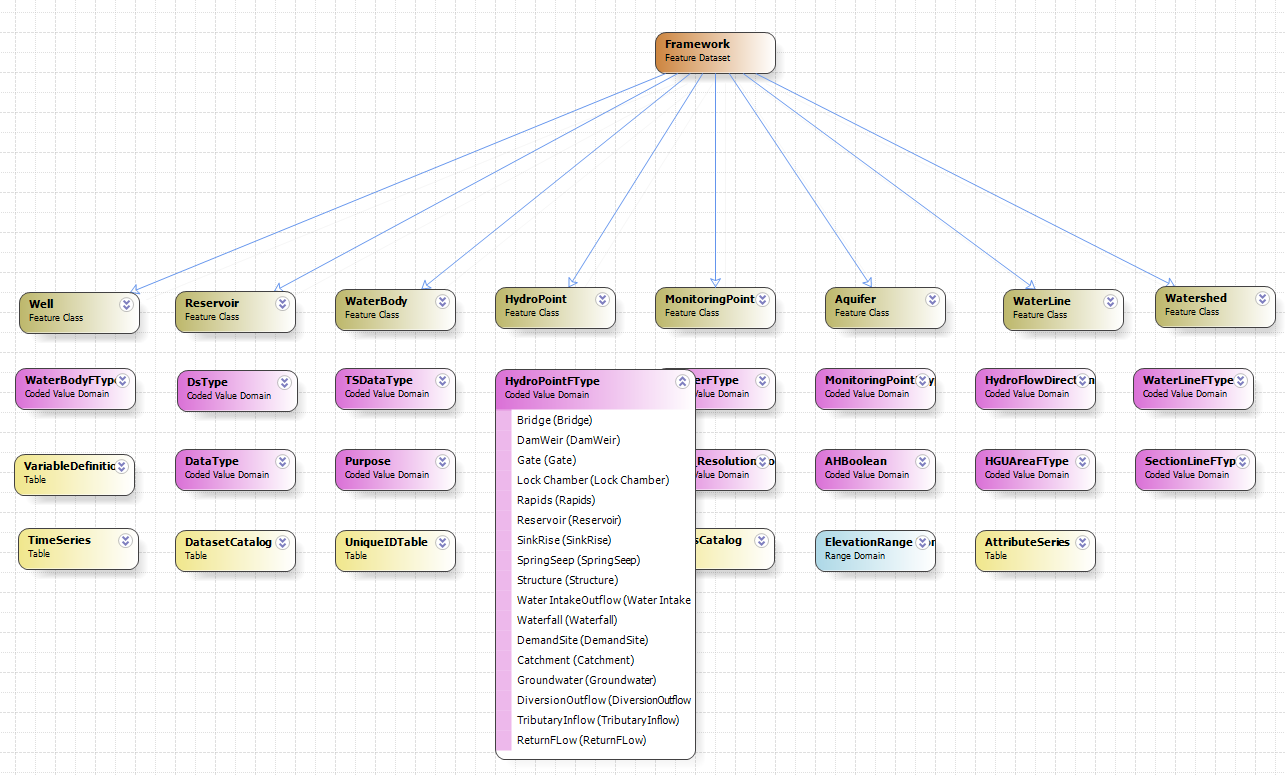 Framework
Feature Dataset
Well
Feature Class
Reservoir
Feature Class
WaterBody
Feature Class
HydroPoint
Feature Class
MonitoringPoint
Feature Class
Aquifer
Feature Class
WaterLine
Feature Class
Watershed
Feature Class
WaterBodyFType
Coded Value Domain
DsType
Coded Value Domain
TSDataType
Coded Value Domain
HydroPointFType
Coded Value Domain
erFType
Value Domain
MonitoringPoint
Coded Value Domain
HydroFlowDirect
Coded Value Domain
WaterLineFType
Coded Value Domain
Bridge (Bridge)
DamWeir (DamWeir)
Gate (Gate)
Lock Chamber (Lock Chamber)
Rapids (Rapids)
Reservoir (Reservoir)
SinkRise (SinkRise)
SpringSeep (SpringSeep)
Structure (Structure)
Water IntakeOutflow (Water Intake
Waterfall (Waterfall)
DemandSite (DemandSite)
Catchment (Catchment)
Groundwater (Groundwater)
DiversionOutflow (DiversionOutflow
TributaryInflow (TributaryInflow)
ReturnFLow (ReturnFLow)
VariableDefinitio
Table
DataType
Coded Value Domain
Purpose
Coded Value Domain
_Resolution
Value Domain
AHBoolean
Coded Value Domain
HGUAreaFType
Coded Value Domain
SectionLineFTyp
Coded Value Domain
TimeSeries
Table
DatasetCatalog
Table
UniqueIDTable
Table
sCatalog
ElevationRange
Range Domain
AttributeSeries
Table